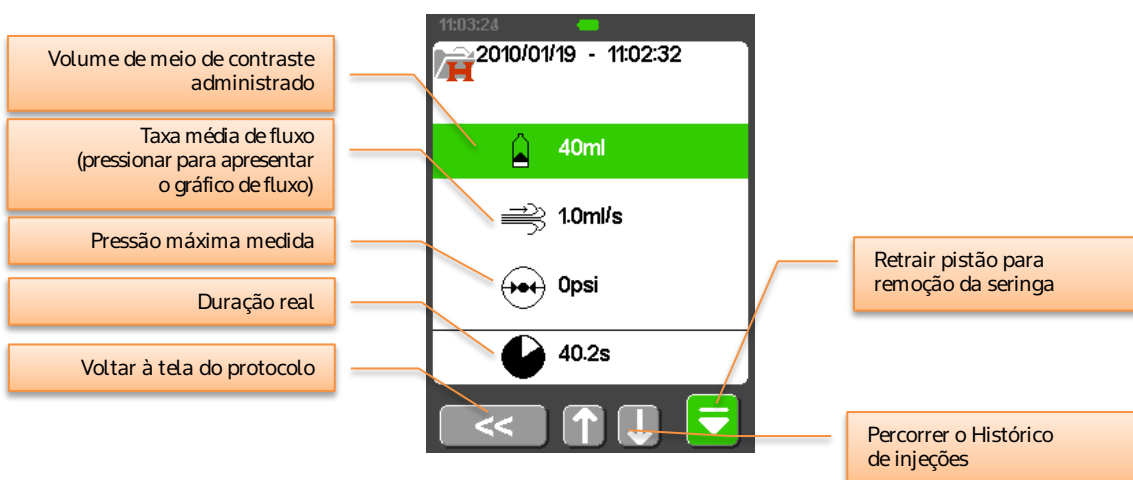 11:03:24
2010/01/19 - 11:02:32
H
Volume de meio de contraste
administrado
40ml
Taxa média de fluxo
(pressionar para apresentar
o gráfico de fluxo)
1.0ml/s
Pressão máxima medida
0psi
Retrair pistão para
remoção da seringa
Duração real
40.2s
Voltar à tela do protocolo
<<
Percorrer o Histórico
de injeções